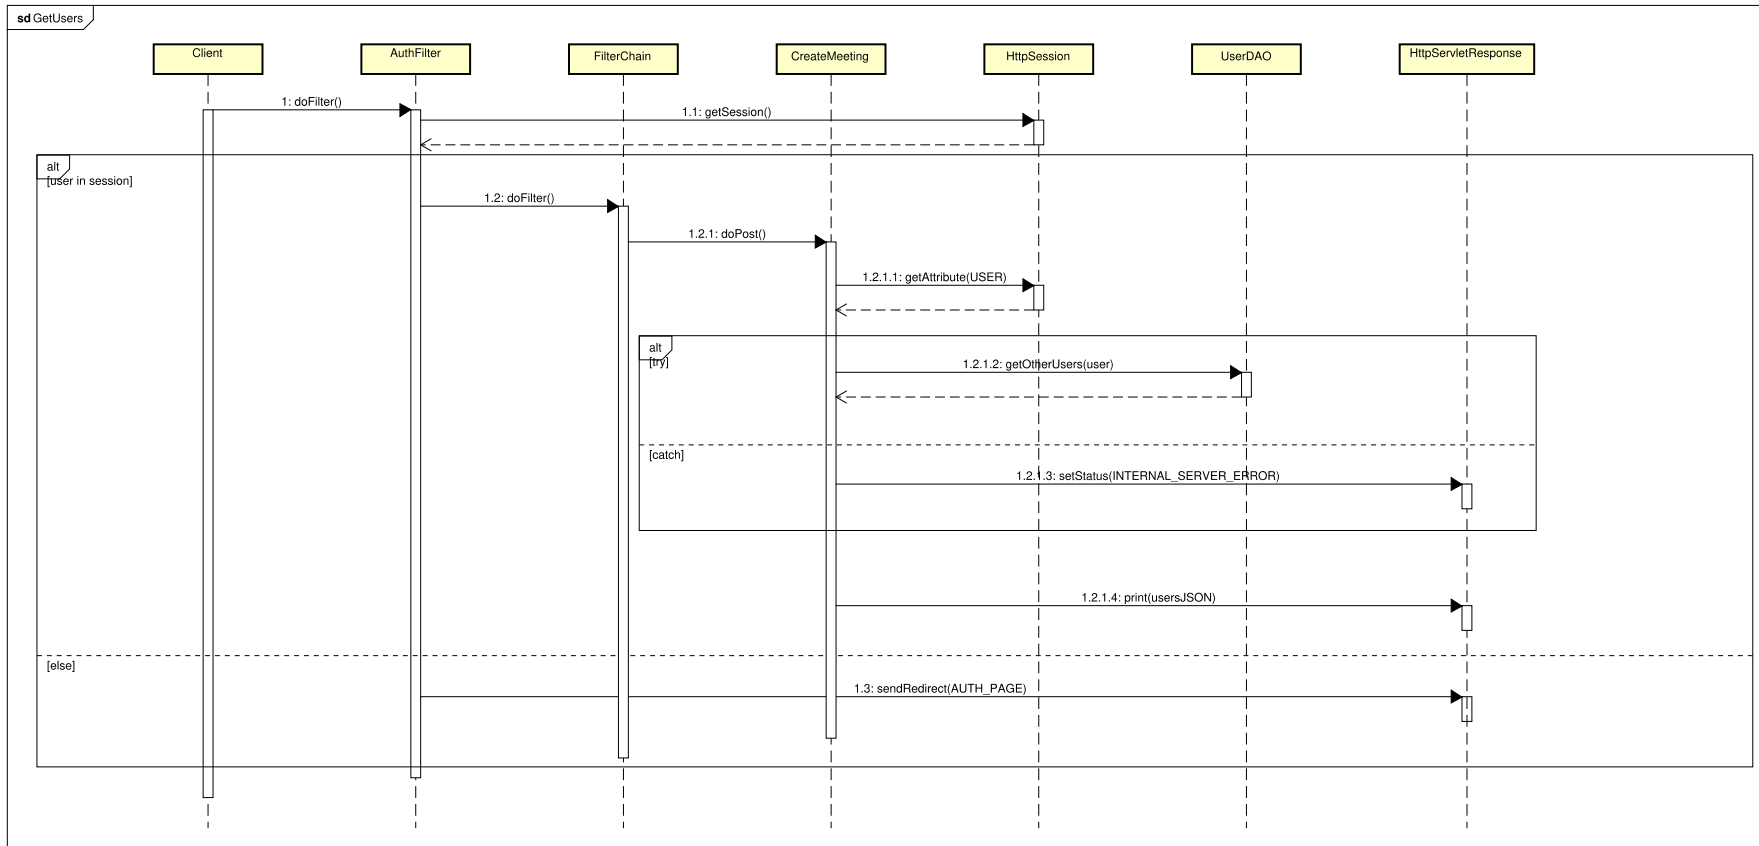 sd GetUsers
Client
AuthFilter
FilterChain
CreateMeeting
HttpSession
UserDAO
HttpServletResponse
1: doFilter()
1.1: getSession()
alt
[user in session]
1.2: doFilter()
1.2.1: doPost()
1.2.1.1: getAttribute(USER)
alt
[try]
1.2.1.2: getOtherUsers(user)
[catch]
1.2.1.3: setStatus(INTERNAL_SERVER_ERROR)
1.2.1.4: print(usersJSON)
[else]
1.3: sendRedirect(AUTH_PAGE)